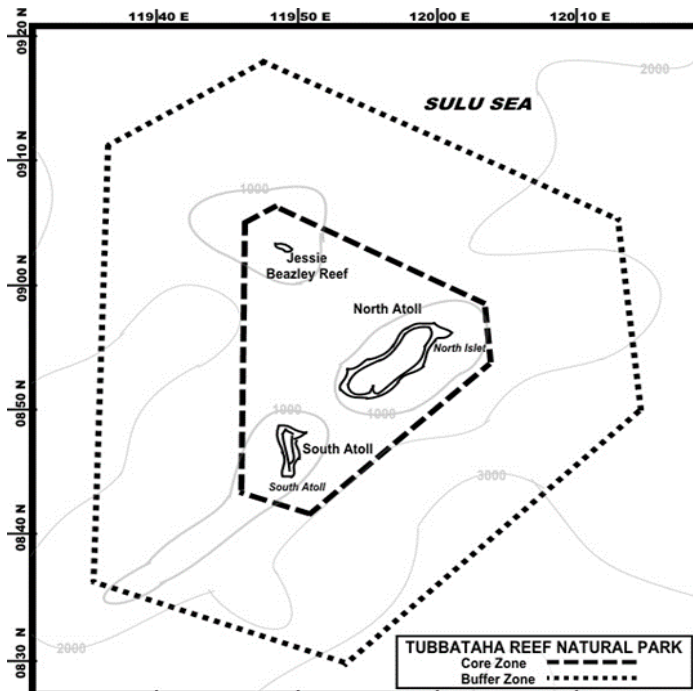 119 40 E 119 50 E 120 00 E 120 10 E
09 20 N
2000
SULU SEA
09 10 N
1000
Jessie
Beazley Reef
09 00 N
North Atoll
North Islet
08 50 N
1000
1000
South Atoll
South Atoll
3000
08 40 N
2000
08 30 N
TUBBATAHA REEF NATURAL PARK
Core Zone
Buffer Zone